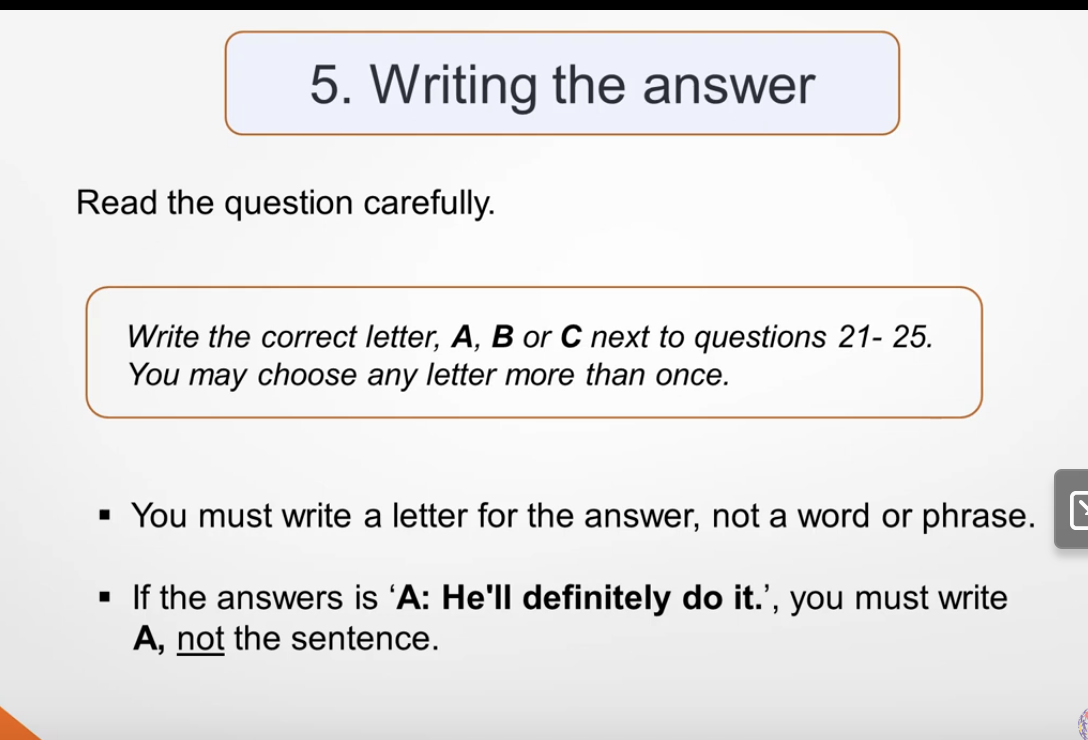 5. Writing the answer
Read the question carefully.
Write the correct letter, A, B or C next to questions 21- 25.
You may choose any letter more than once.
▪ You must write a letter for the answer, not a word or phrase.
▪ If the answers is ‘A: He'll definitely do it.’, you must write
A, not the sentence.